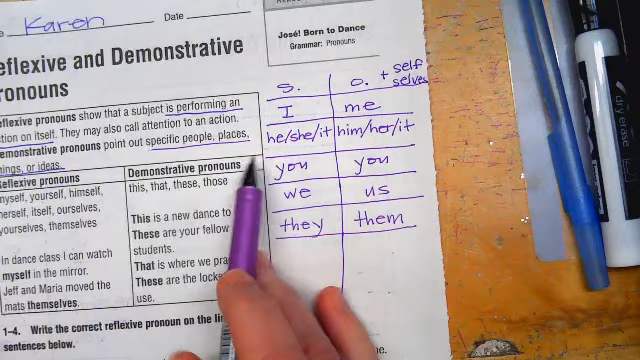 Karen
Date
José! Born to Dance
Grammar: Pronouns
eflexive and Demonstrative
ronouns
eflexive pronouns show that a subject is performing an
ction on itself. They may also call attention to an action.
emonstrative pronouns point out specific people, places,
ings, or ideas.
eflexive pronouns
Demonstrative pronouns
myself, yourself, himself,
erself, itself, ourselves,
ourselves, themselves
this, that, these, those
In dance class I can watch
myself in the mirror.
Jeff and Maria moved the
mats themselves.
This is a new dance to
These are your fellow
students.
That is where we pra
These are the locke
use.
1–4. Write the correct reflexive pronoun on the lin
sentences below.
s. o. + self
selves
I me
he/she/it him/her/it
you you
we us
they them
me.